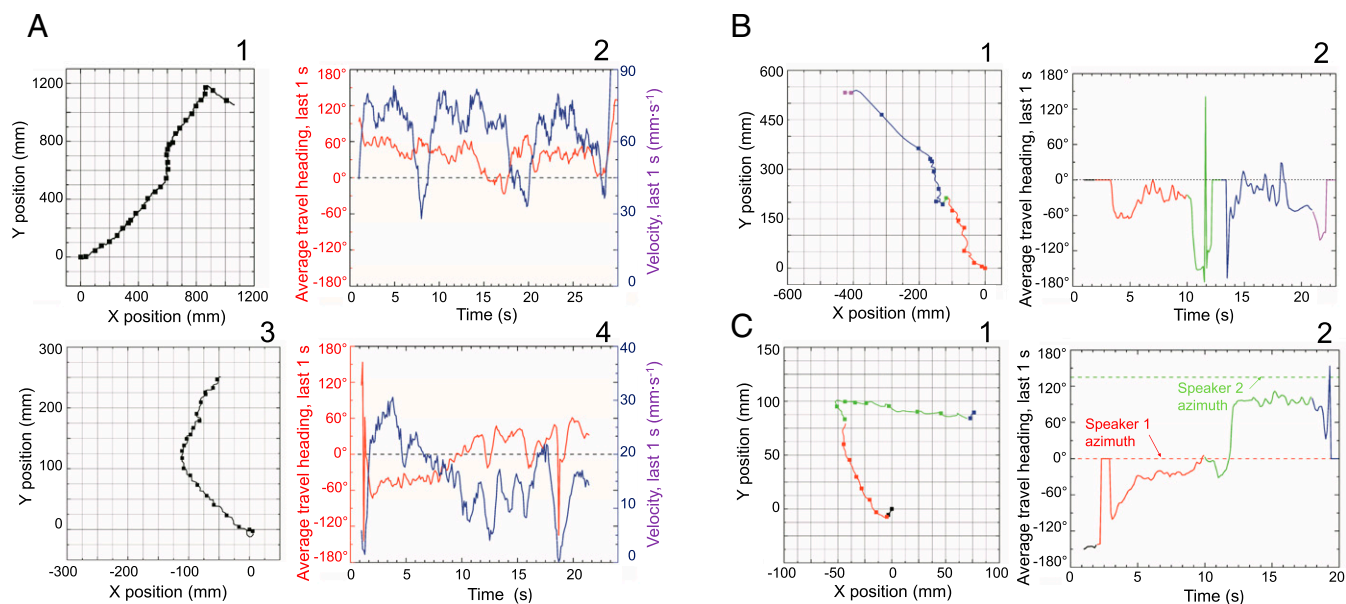 A
1
1200
800
400
0
0 400 800 1200
X position (mm)
Y position (mm)
2
180°
120°
60°
0°
-60°
-120°
-180°
90
60
30
0
0 5 10 15 20 25
Time (s)
Average travel heading, last 1 s
Velocity, last 1 s (mm·s-1)
3
300
200
100
0
-300 -200 -100 0
X position (mm)
Y position (mm)
4
180°
120°
60°
0°
-60°
-120°
-180°
40
30
20
10
0
0 5 10 15 20
Time (s)
Average travel heading, last 1 s
Velocity, last 1 s (mm·s-1)
B
1
600
450
300
150
0
-600 -400 -200 0
X position (mm)
Y position (mm)
2
180°
120°
60°
0°
-60°
-120°
-180°
0 5 10 15 20
Time (s)
Average travel heading, last 1 s
C
1
150
100
50
0
-100 -50 0 50 100
X position (mm)
Y position (mm)
2
180°
120°
60°
0°
-60°
-120°
-180°
Speaker 2
azimuth
Speaker 1
azimuth
0 5 10 15 20
Time (s)
Average travel heading, last 1 s